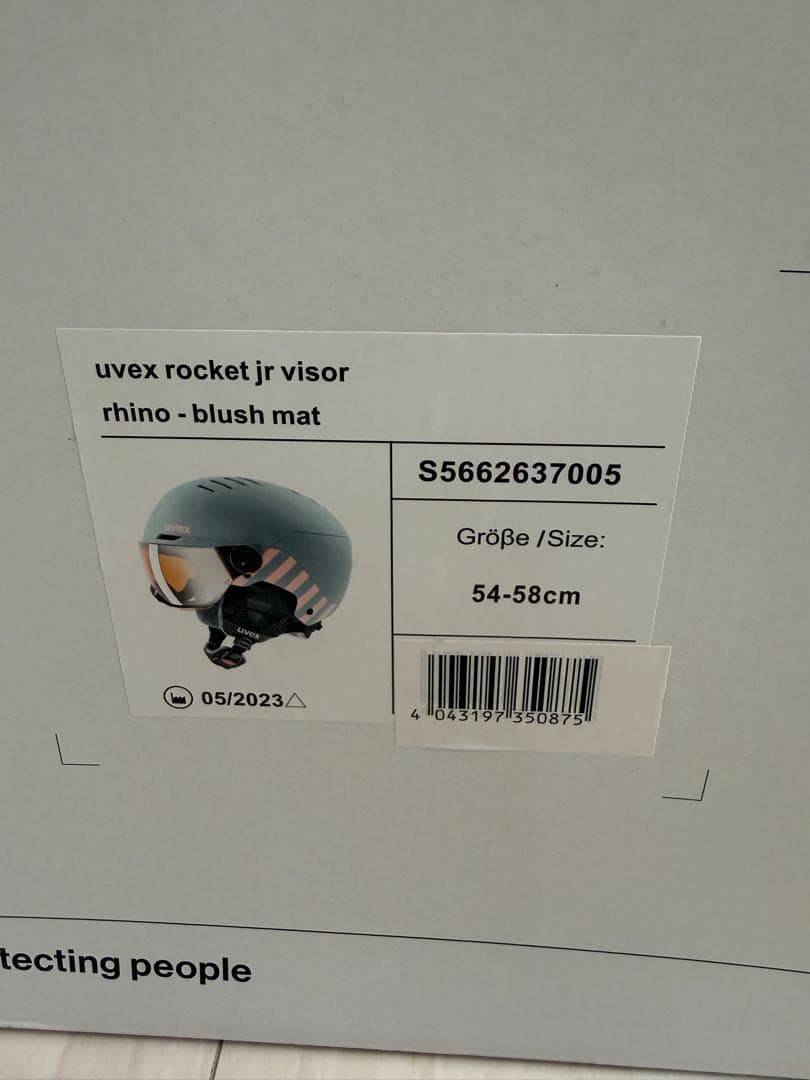 uvex rocket jr visor
rhino - blush mat
S5662637005
Größe /Size:
54-58cm
uvex
uvex
05/2023
4 043197 350875
tecting people